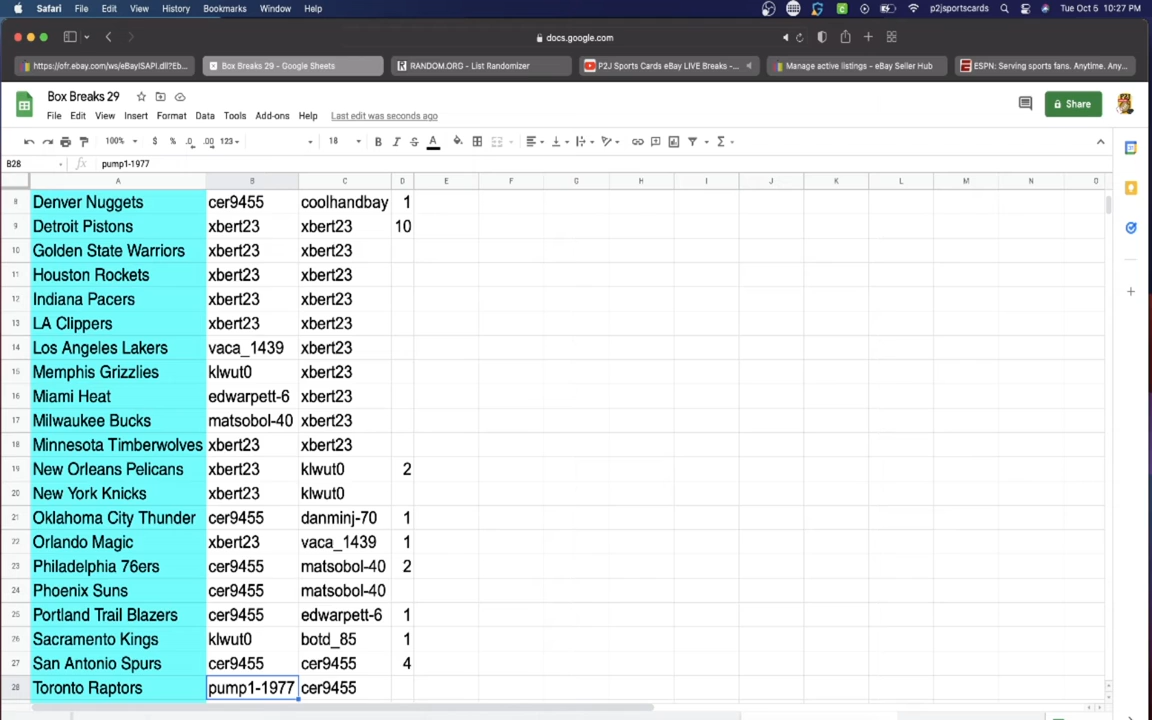 Safari File Edit View History Bookmarks Window Help p2jsportscards Tue Oct 5 10:27 PM
docs.google.com
https://ofr.ebay.com/ws/eBayISAPI.dll?Eb... Box Breaks 29 - Google Sheets RANDOM.ORG - List Randomizer P2J Sports Cards eBay LIVE Breaks -... Manage active listings - eBay Seller Hub ESPN: Serving sports fans. Anytime. Any...
Box Breaks 29
Share
File Edit View Insert Format Data Tools Add-ons Help Last edit was seconds ago
100% $ % .0 .00 123 18 B I S A
B28 fx pump1-1977
A B C D E F G H I J K L M N O
8 Denver Nuggets cer9455 coolhandbay 1
9 Detroit Pistons xbert23 xbert23 10
10 Golden State Warriors xbert23 xbert23
11 Houston Rockets xbert23 xbert23
12 Indiana Pacers xbert23 xbert23
13 LA Clippers xbert23 xbert23
14 Los Angeles Lakers vaca_1439 xbert23
15 Memphis Grizzlies klwut0 xbert23
16 Miami Heat edwarpett-6 xbert23
17 Milwaukee Bucks matsobol-40 xbert23
18 Minnesota Timberwolves xbert23 xbert23
19 New Orleans Pelicans xbert23 klwut0 2
20 New York Knicks xbert23 klwut0
21 Oklahoma City Thunder cer9455 danminj-70 1
22 Orlando Magic xbert23 vaca_1439 1
23 Philadelphia 76ers cer9455 matsobol-40 2
24 Phoenix Suns cer9455 matsobol-40
25 Portland Trail Blazers cer9455 edwarpett-6 1
26 Sacramento Kings klwut0 botd_85 1
27 San Antonio Spurs cer9455 cer9455 4
28 Toronto Raptors pump1-1977 cer9455